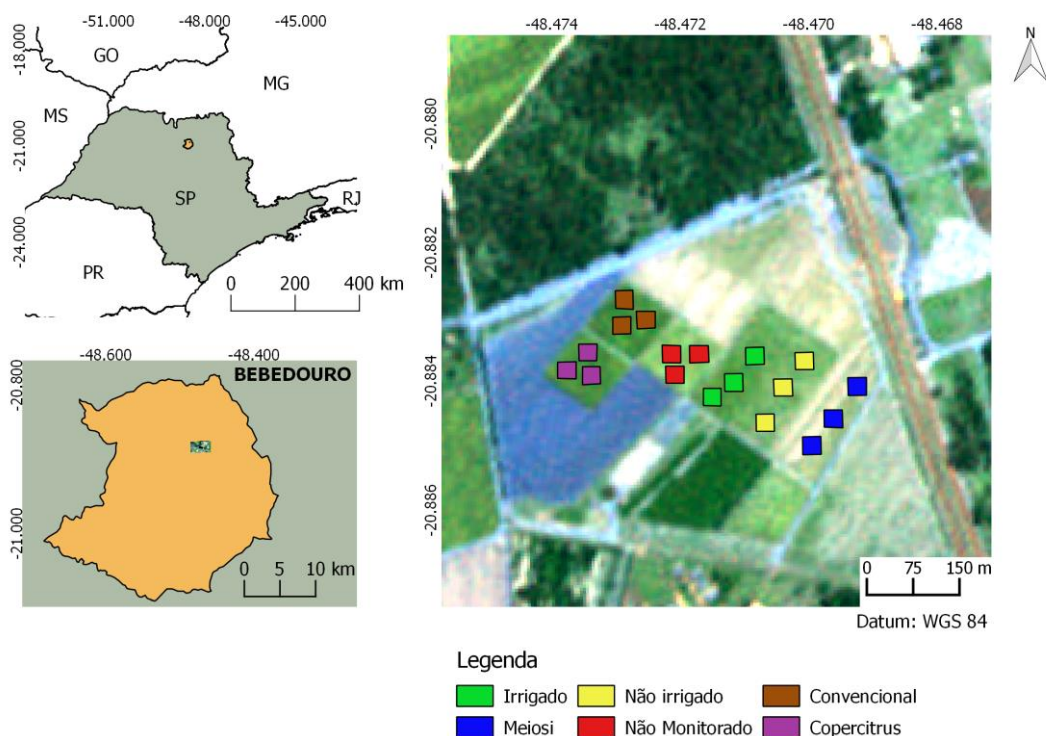 -51.000 -48.000 -45.000
-18.000
-21.000
-24.000
GO
MG
MS
SP
RJ
PR
0 200 400 km
-48.600 -48.400
-20.800
-21.000
BEBEDOURO
0 5 10 km
-48.474 -48.472 -48.470 -48.468
N
-20.880
-20.882
-20.884
-20.886
0 75 150 m
Datum: WGS 84
Legenda
Irrigado Não irrigado Convencional
Meiosi Não Monitorado Copercitrus